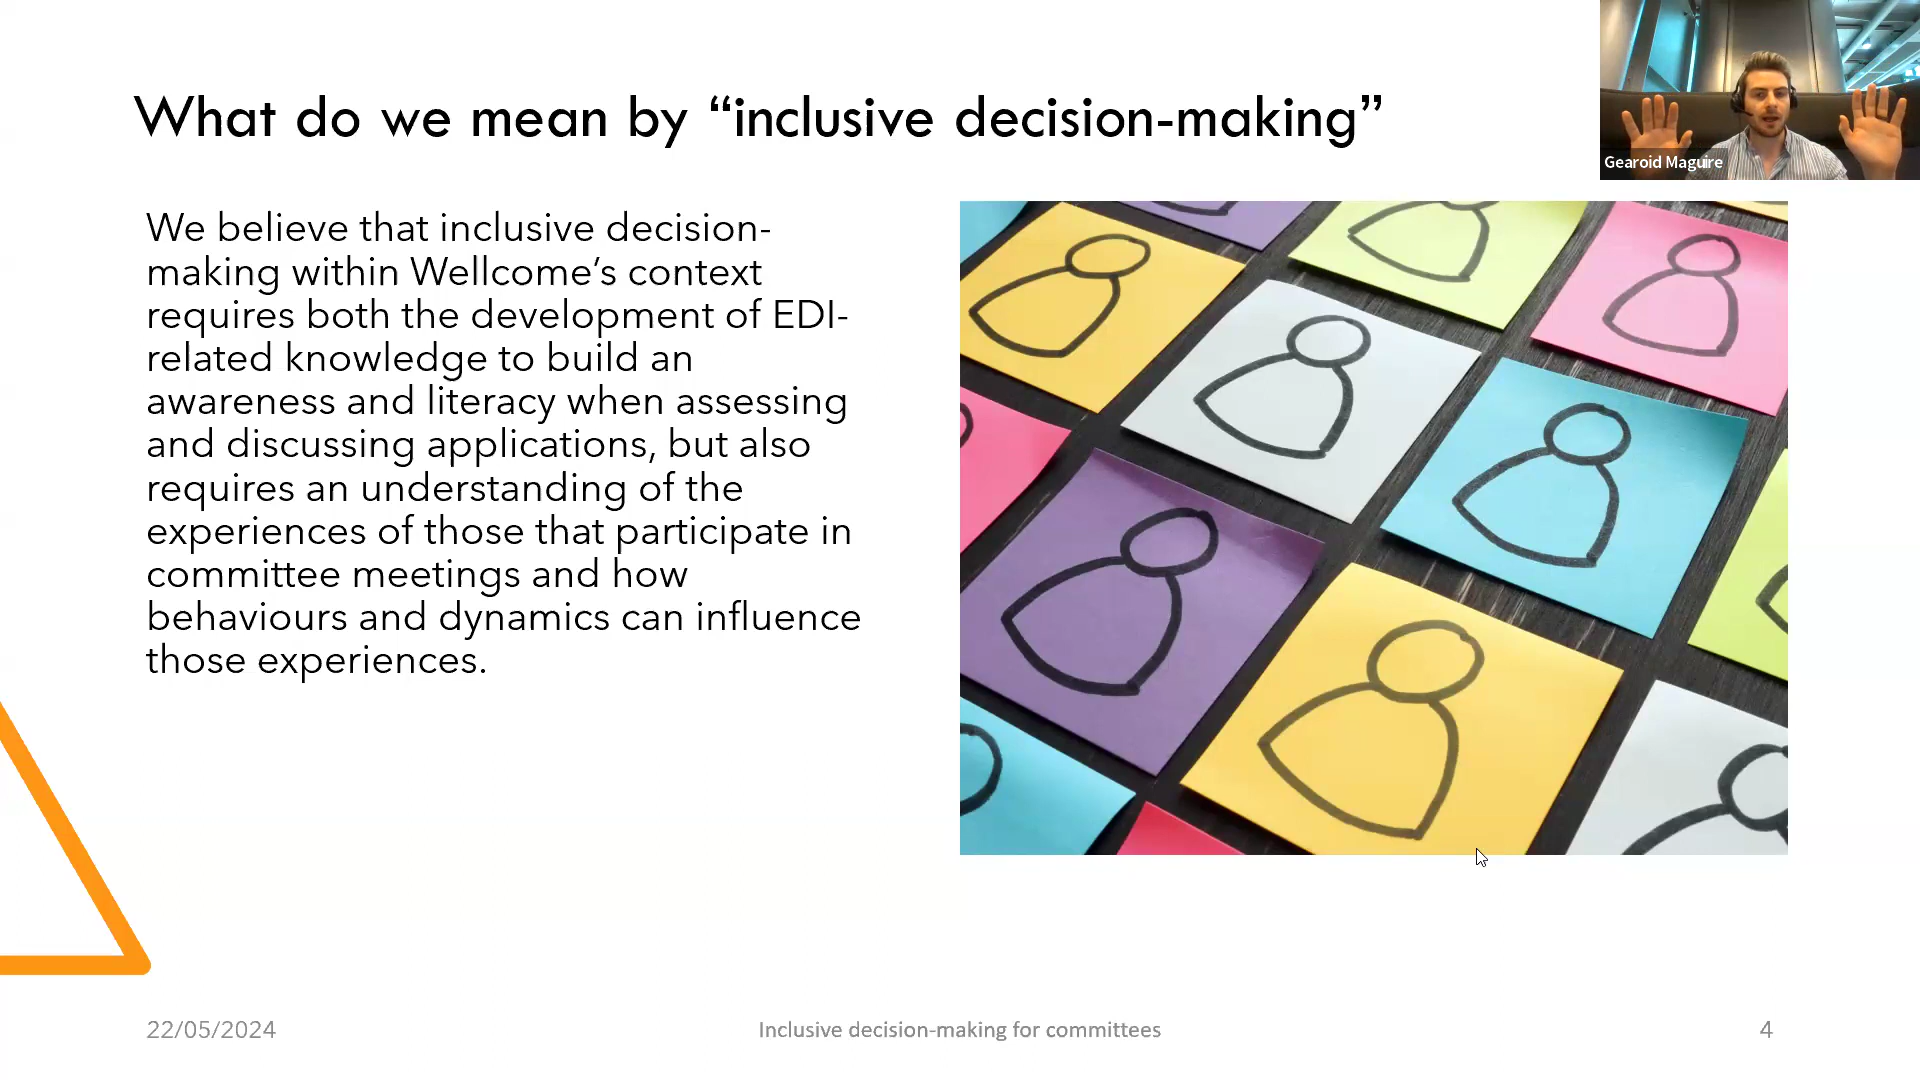 What do we mean by “inclusive decision-making”
Gearoid Maguire
We believe that inclusive decision-
making within Wellcome’s context
requires both the development of EDI-
related knowledge to build an
awareness and literacy when assessing
and discussing applications, but also
requires an understanding of the
experiences of those that participate in
committee meetings and how
behaviours and dynamics can influence
those experiences.
22/05/2024
Inclusive decision-making for committees
4